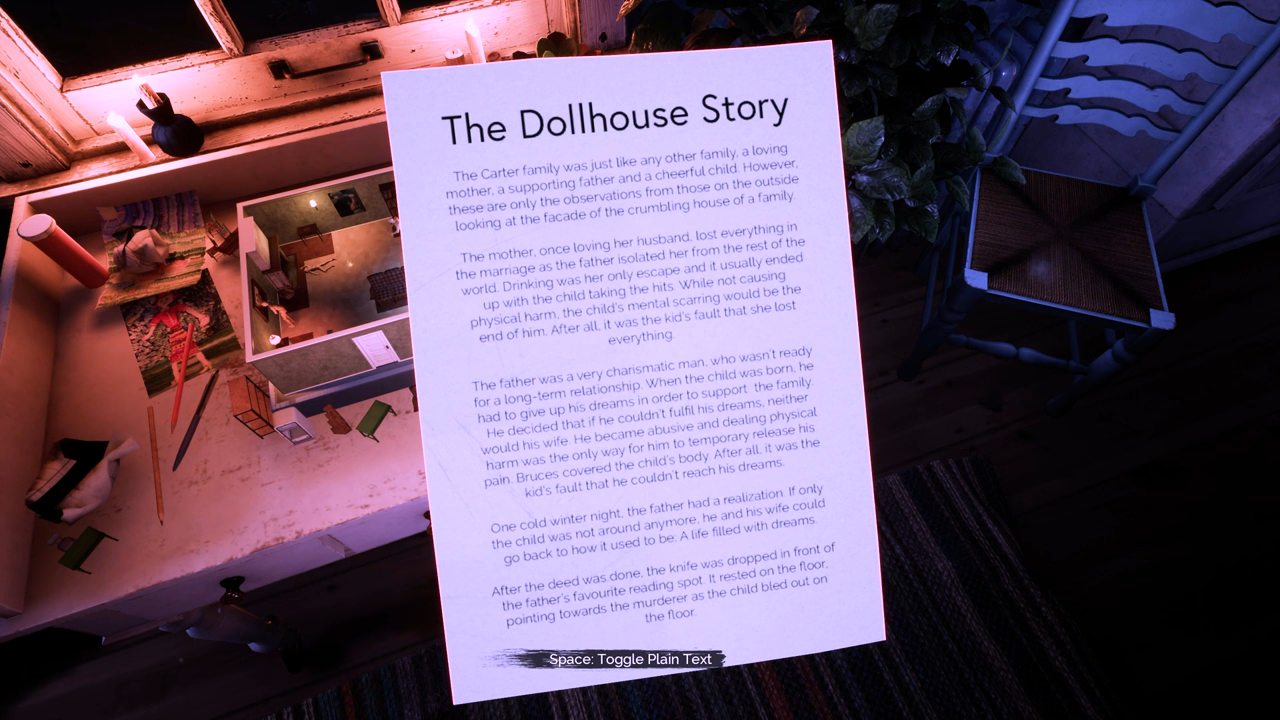 The Dollhouse Story
The Carter family was just like any other family, a loving
mother, a supporting father and a cheerful child. However,
these are only the observations from those on the outside
looking at the facade of the crumbling house of a family.
The mother, once loving her husband, lost everything in
the marriage as the father isolated her from the rest of the
world. Drinking was her only escape and it usually ended
up with the child taking the hits. While not causing
physical harm, the child's mental scarring would be the
end of him. After all, it was the kid's fault that she lost
everything.
The father was a very charismatic man, who wasn't ready
for a long-term relationship. When the child was born, he
had to give up his dreams in order to support the family.
He decided that if he couldn't fulfil his dreams, neither
would his wife. He became abusive and dealing physical
harm was the only way for him to temporary release his
pain. Bruces covered the child's body. After all, it was the
kid's fault that he couldn't reach his dreams.
One cold winter night, the father had a realization. If only
the child was not around anymore, he and his wife could
go back to how it used to be. A life filled with dreams.
After the deed was done, the knife was dropped in front of
the father's favourite reading spot. It rested on the floor,
pointing towards the murderer as the child bled out on
the floor.
Space: Toggle Plain Text